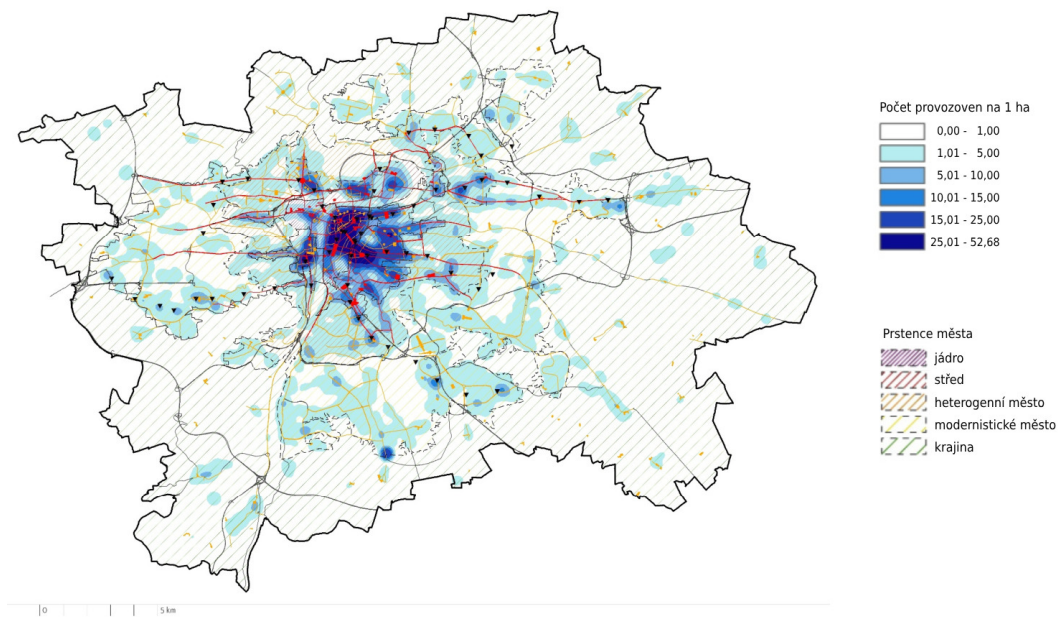 Počet provozoven na 1 ha
0,00 - 1,00
1,01 - 5,00
5,01 - 10,00
10,01 - 15,00
15,01 - 25,00
25,01 - 52,68
Prstence města
jádro
střed
heterogenní město
modernistické město
krajina
0 5 km